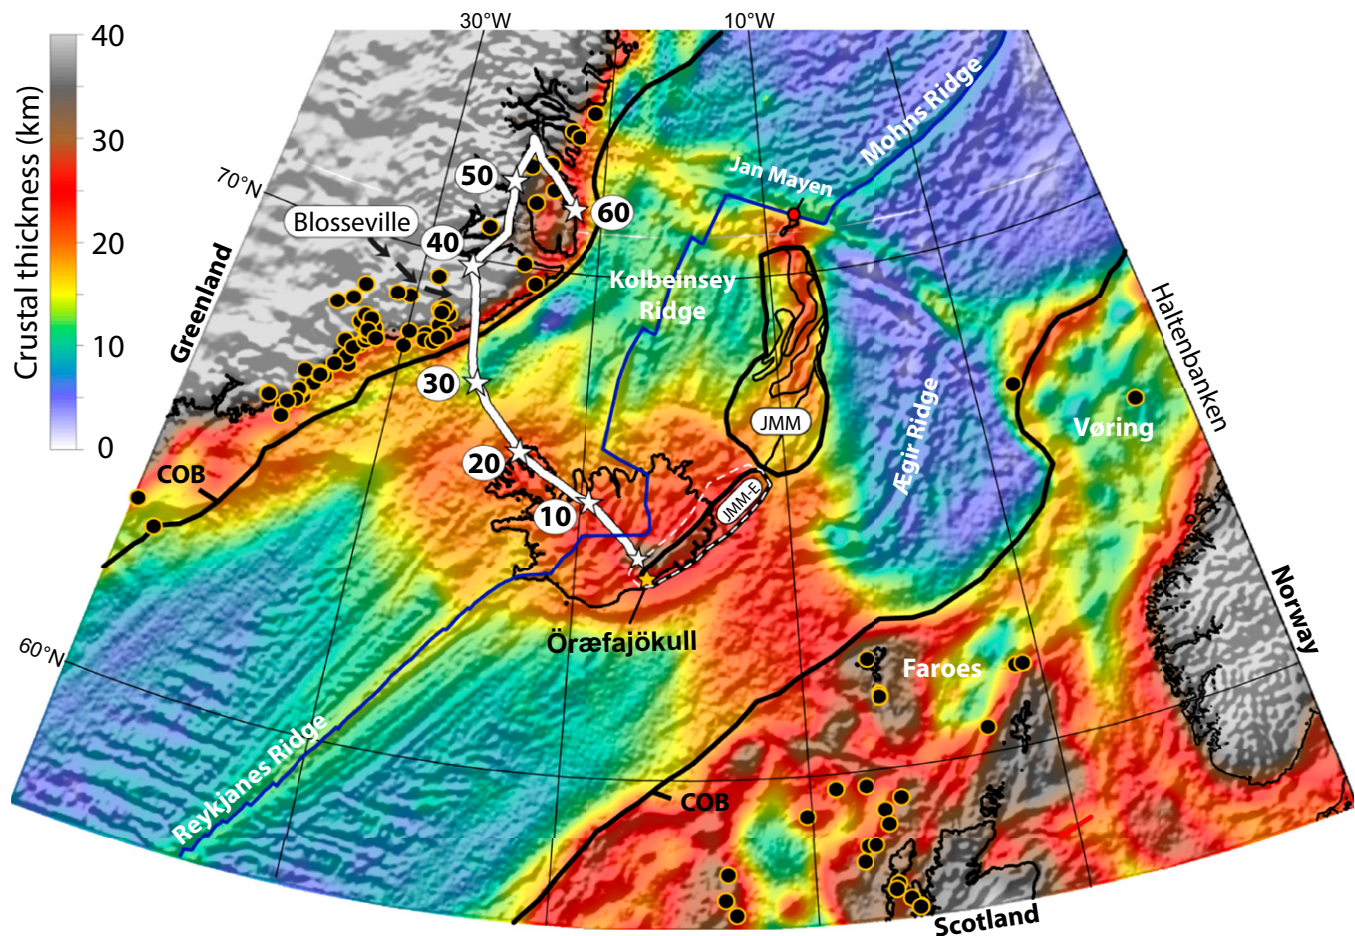 30°W
10°W
40
30
20
10
0
Crustal thickness (km)
70°N
60°N
Greenland
Blosseville
50
60
40
30
20
10
Jan Mayen
Mohns Ridge
Kolbeinsey
Ridge
Ægir Ridge
JMM
JMM-E
Haltenbanken
Vøring
Norway
COB
Öræfajökull
Faroes
Reykjanes Ridge
COB
Scotland